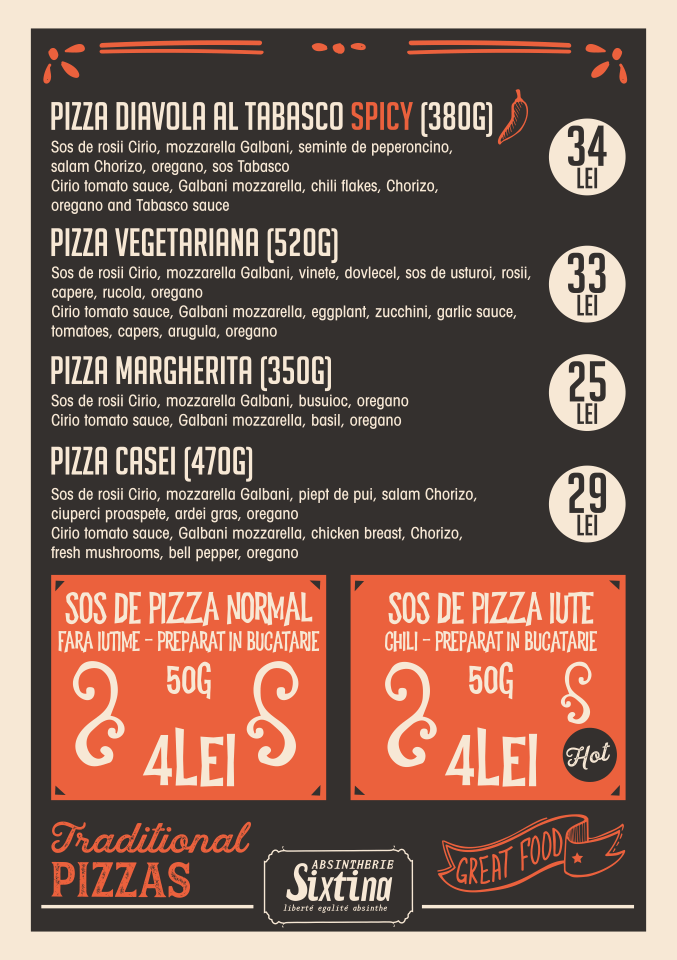 PIZZA DIAVOLA AL TABASCO SPICY (380G)
Sos de rosii Cirio, mozzarella Galbani, seminte de peperoncino,
salam Chorizo, oregano, sos Tabasco
Cirio tomato sauce, Galbani mozzarella, chili flakes, Chorizo,
oregano and Tabasco sauce
34
LEI
PIZZA VEGETARIANA (520G)
Sos de rosii Cirio, mozzarella Galbani, vinete, dovlecel, sos de usturoi, rosii,
capere, rucola, oregano
Cirio tomato sauce, Galbani mozzarella, eggplant, zucchini, garlic sauce,
tomatoes, capers, arugula, oregano
33
LEI
PIZZA MARGHERITA (350G)
Sos de rosii Cirio, mozzarella Galbani, busuioc, oregano
Cirio tomato sauce, Galbani mozzarella, basil, oregano
25
LEI
PIZZA CASEI (470G)
Sos de rosii Cirio, mozzarella Galbani, piept de pui, salam Chorizo,
ciuperci proaspete, ardei gras, oregano
Cirio tomato sauce, Galbani mozzarella, chicken breast, Chorizo,
fresh mushrooms, bell pepper, oregano
29
LEI
SOS DE PIZZA NORMAL
FARA IUTIME - PREPARAT IN BUCATARIE
50G
4LEI
SOS DE PIZZA IUTE
CHILI - PREPARAT IN BUCATARIE
50G
4LEI
Hot
Traditional
PIZZAS
ABSINTHERIE
Sixtina
liberté egalité absinthe
GREAT FOOD